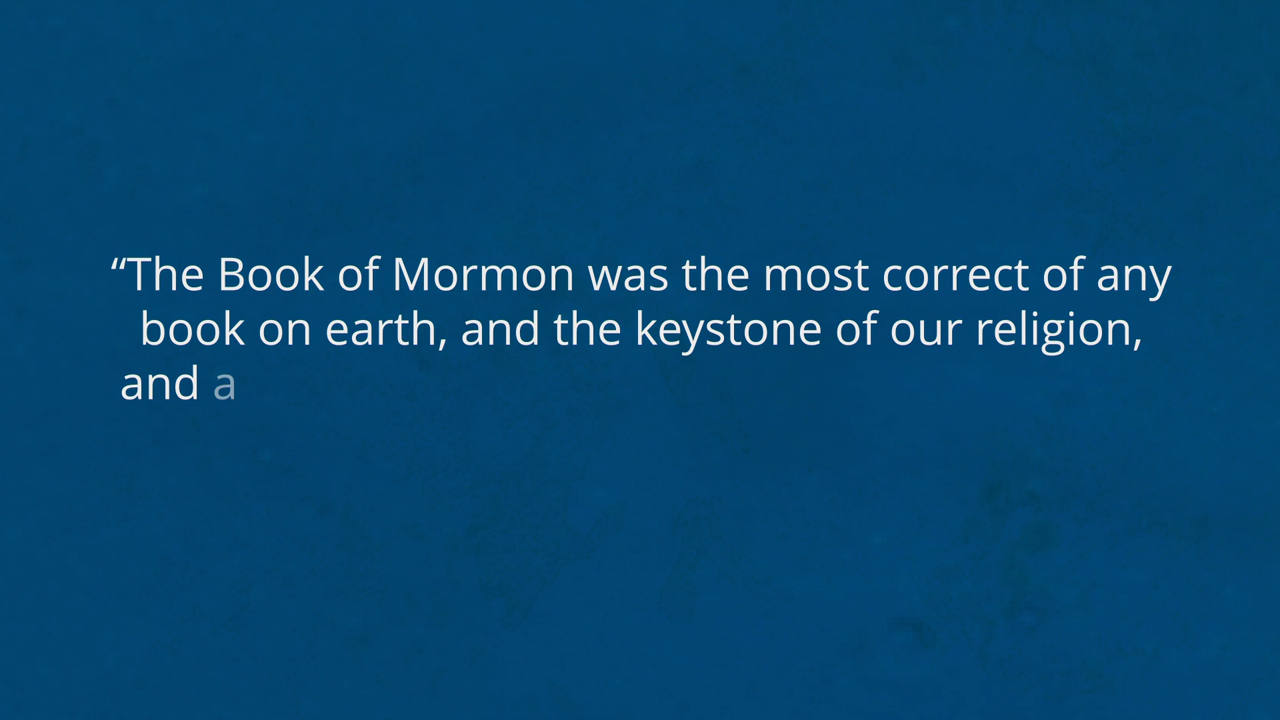 “The Book of Mormon was the most correct of any
book on earth, and the keystone of our religion,
and a